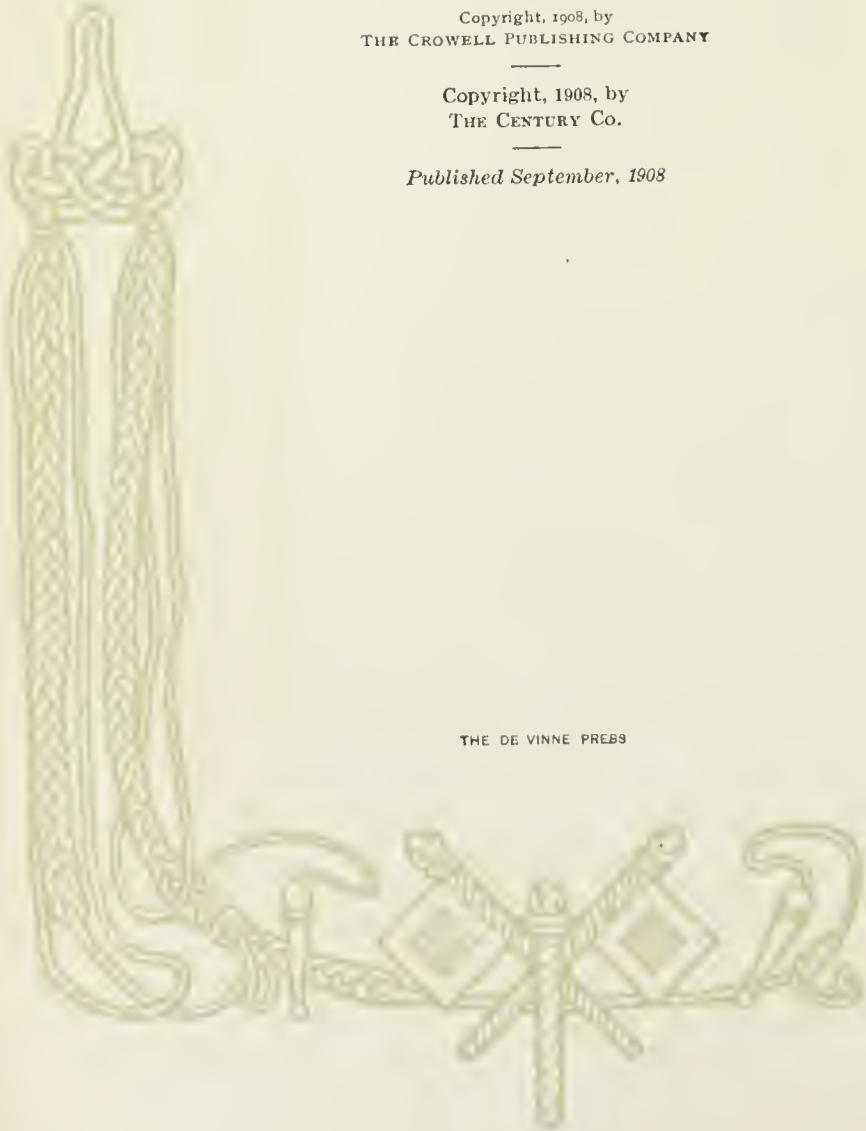 Copyright, 1908, by
THE CROWELL PUBLISHING COMPANY
Copyright, 1908, by
THE CENTURY CO.
Published September, 1908
THE DE VINNE PRESS